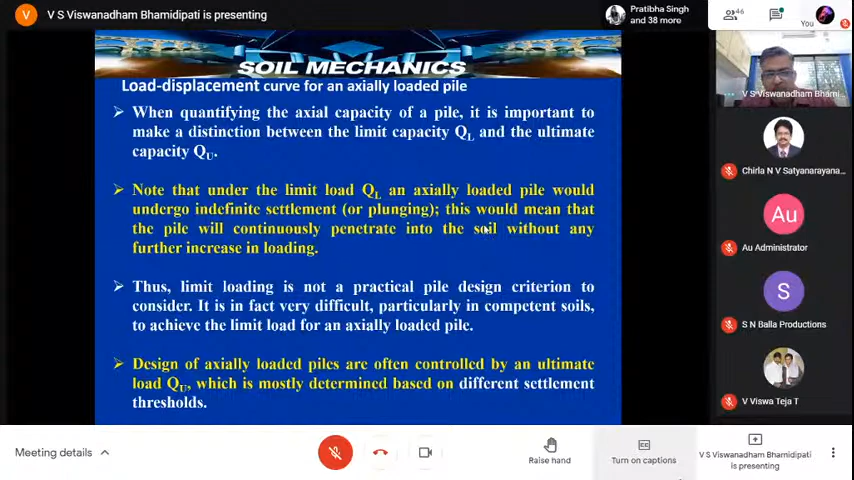 V
V S Viswanadham Bhamidipati is presenting
Pratibha Singh
and 38 more
46
You
SOIL MECHANICS
Load-displacement curve for an axially loaded pile
When quantifying the axial capacity of a pile, it is important to
make a distinction between the limit capacity QL and the ultimate
capacity QU.
Note that under the limit load QL an axially loaded pile would
undergo indefinite settlement (or plunging); this would mean that
the pile will continuously penetrate into the soil without any
further increase in loading.
Thus, limit loading is not a practical pile design criterion to
consider. It is in fact very difficult, particularly in competent soils,
to achieve the limit load for an axially loaded pile.
Design of axially loaded piles are often controlled by an ultimate
load QU, which is mostly determined based on different settlement
thresholds.
V S Viswanadham Bhami...
Chirla N V Satyanarayana...
Au
Au Administrator
S
S N Balla Productions
V Viswa Teja T
Meeting details
Raise hand
Turn on captions
V S Viswanadham Bhamidipati
is presenting